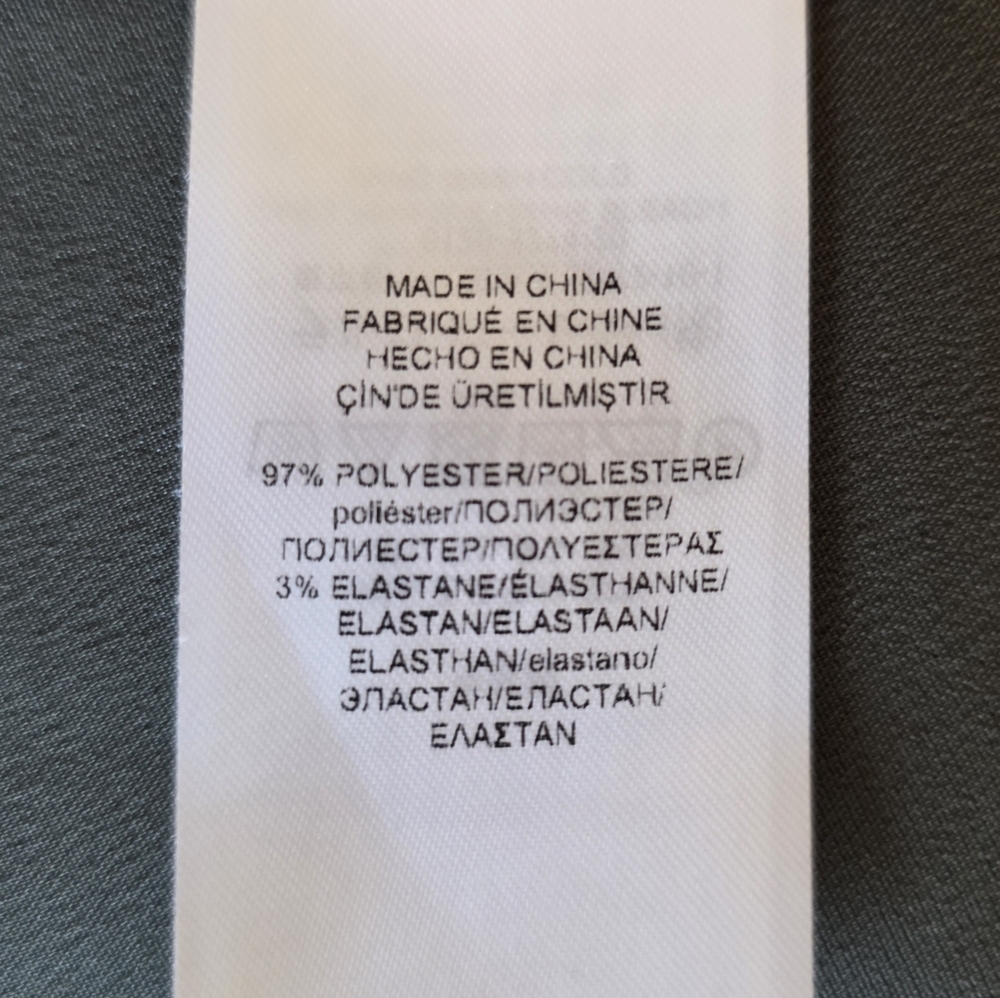 MADE IN CHINA
FABRIQUÉ EN CHINE
HECHO EN CHINA
ÇİN'DE ÜRETİLMİŞTİR
97% POLYESTER/POLIESTERE/
poliéster/ПОЛИЭСТЕР/
ПОЛИЕСТЕР/ΠΟΛΥΕΣΤΕΡΑΣ
3% ELASTANE/ÉLASTHANNE/
ELASTAN/ELASTAAN/
ELASTHAN/elastano/
ЭЛАСТАН/ЕЛАСТАН/
ΕΛΑΣΤΑΝ